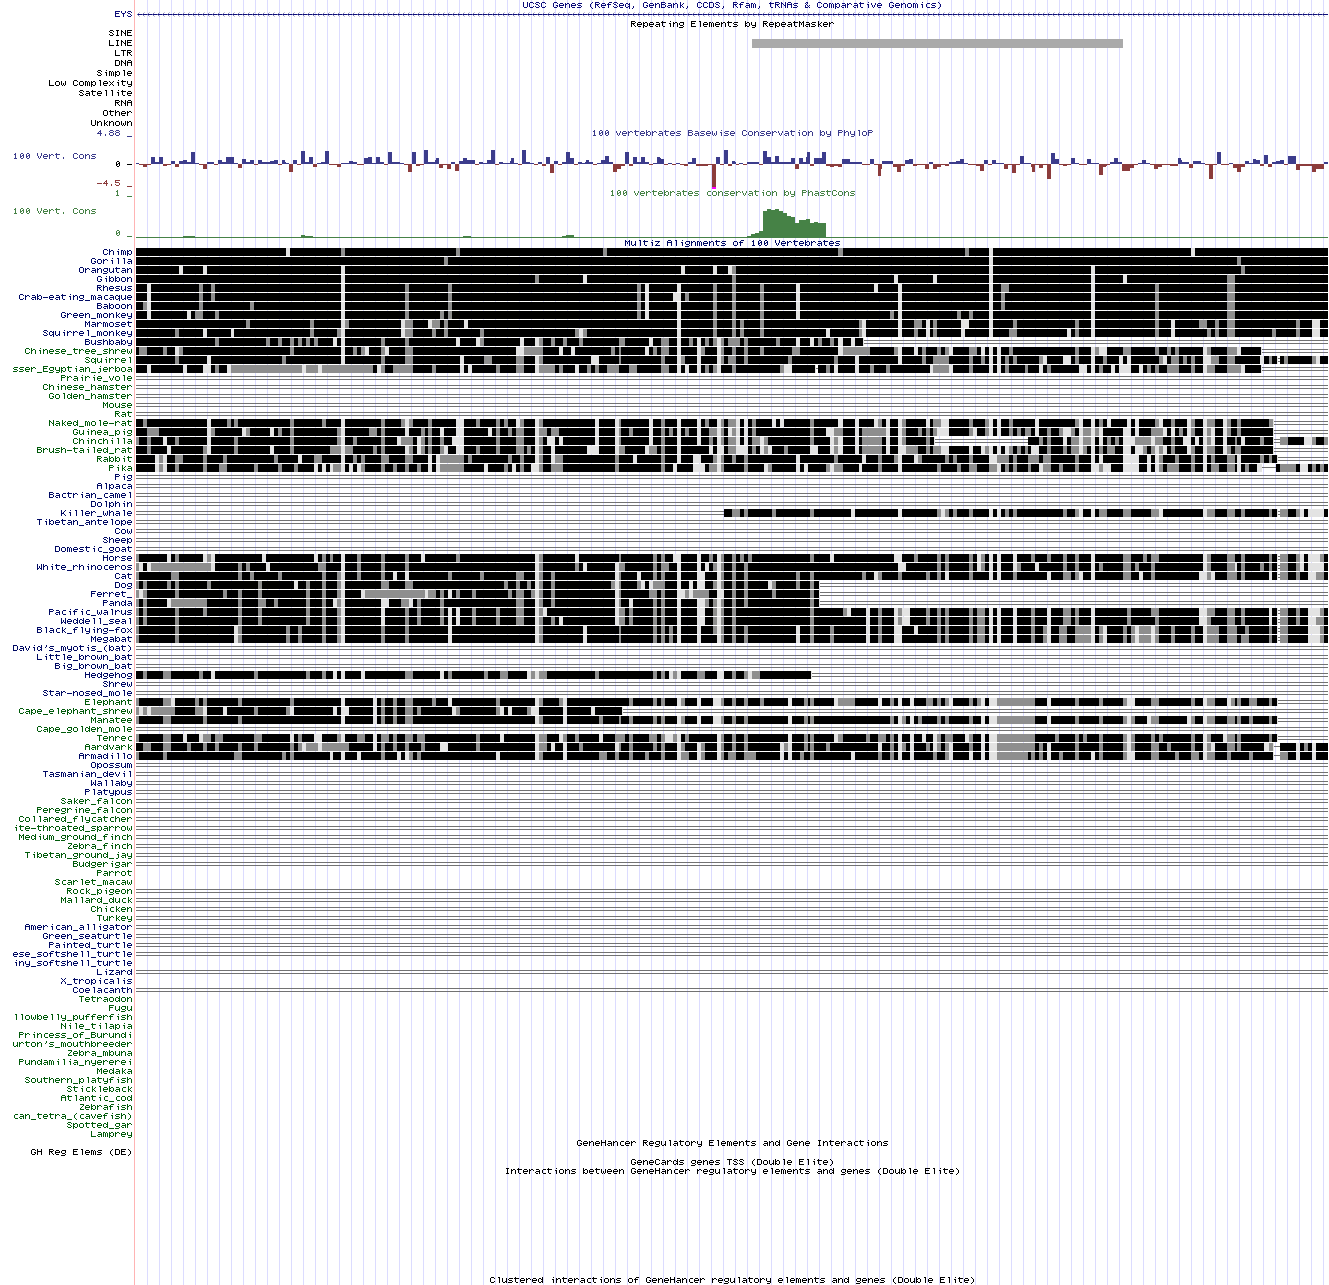 UCSC Genes (RefSeq, GenBank, CCDS, Rfam, tRNAs & Comparative Genomics)
EYS
Repeating Elements by RepeatMasker
SINE
LINE
LTR
DNA
Simple
Low Complexity
Satellite
RNA
Other
Unknown
4.88 _
100 vertebrates Basewise Conservation by PhyloP
100 Vert. Cons
0 _
-4.5 _
100 vertebrates conservation by PhastCons
1 _
100 Vert. Cons
0 _
Multiz Alignments of 100 Vertebrates
Chimp
Gorilla
Orangutan
Gibbon
Rhesus
Crab-eating_macaque
Baboon
Green_monkey
Marmoset
Squirrel_monkey
Bushbaby
Chinese_tree_shrew
Squirrel
sser_Egyptian_jerboa
Prairie_vole
Chinese_hamster
Golden_hamster
Mouse
Rat
Naked_mole-rat
Guinea_pig
Chinchilla
Brush-tailed_rat
Rabbit
Pika
Pig
Alpaca
Bactrian_camel
Dolphin
Killer_whale
Tibetan_antelope
Cow
Sheep
Domestic_goat
Horse
White_rhinoceros
Cat
Dog
Ferret_
Panda
Pacific_walrus
Weddell_seal
Black_flying-fox
Megabat
David's_myotis_(bat)
Little_brown_bat
Big_brown_bat
Hedgehog
Shrew
Star-nosed_mole
Elephant
Cape_elephant_shrew
Manatee
Cape_golden_mole
Tenrec
Aardvark
Armadillo
Opossum
Tasmanian_devil
Wallaby
Platypus
Saker_falcon
Peregrine_falcon
Collared_flycatcher
ite-throated_sparrow
Medium_ground_finch
Zebra_finch
Tibetan_ground_jay
Budgerigar
Parrot
Scarlet_macaw
Rock_pigeon
Mallard_duck
Chicken
Turkey
American_alligator
Green_seaturtle
Painted_turtle
ese_softshell_turtle
iny_softshell_turtle
Lizard
X_tropicalis
Coelacanth
Tetraodon
Fugu
llowbelly_pufferfish
Nile_tilapia
Princess_of_Burundi
urton's_mouthbreeder
Zebra_mbuna
Pundamilia_nyererei
Medaka
Southern_platyfish
Stickleback
Atlantic_cod
Zebrafish
can_tetra_(cavefish)
Spotted_gar
Lamprey
GeneHancer Regulatory Elements and Gene Interactions
GH Reg Elems (DE)
GeneCards genes TSS (Double Elite)
Interactions between GeneHancer regulatory elements and genes (Double Elite)
Clustered interactions of GeneHancer regulatory elements and genes (Double Elite)